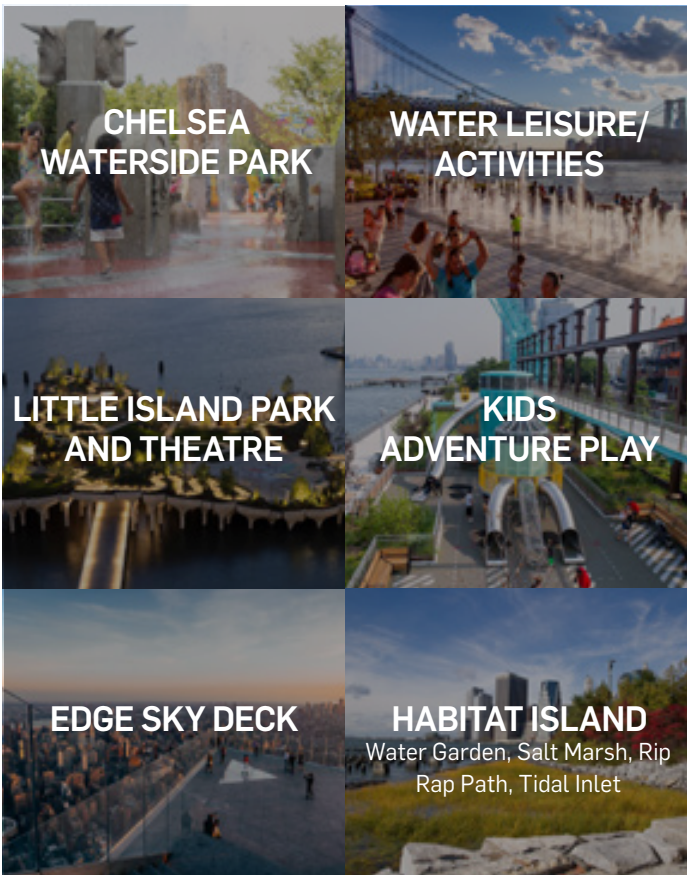 CHELSEA
WATERSIDE PARK
WATER LEISURE/
ACTIVITIES
LITTLE ISLAND PARK
AND THEATRE
KIDS
ADVENTURE PLAY
EDGE SKY DECK
HABITAT ISLAND
Water Garden, Salt Marsh, Rip
Rap Path, Tidal Inlet